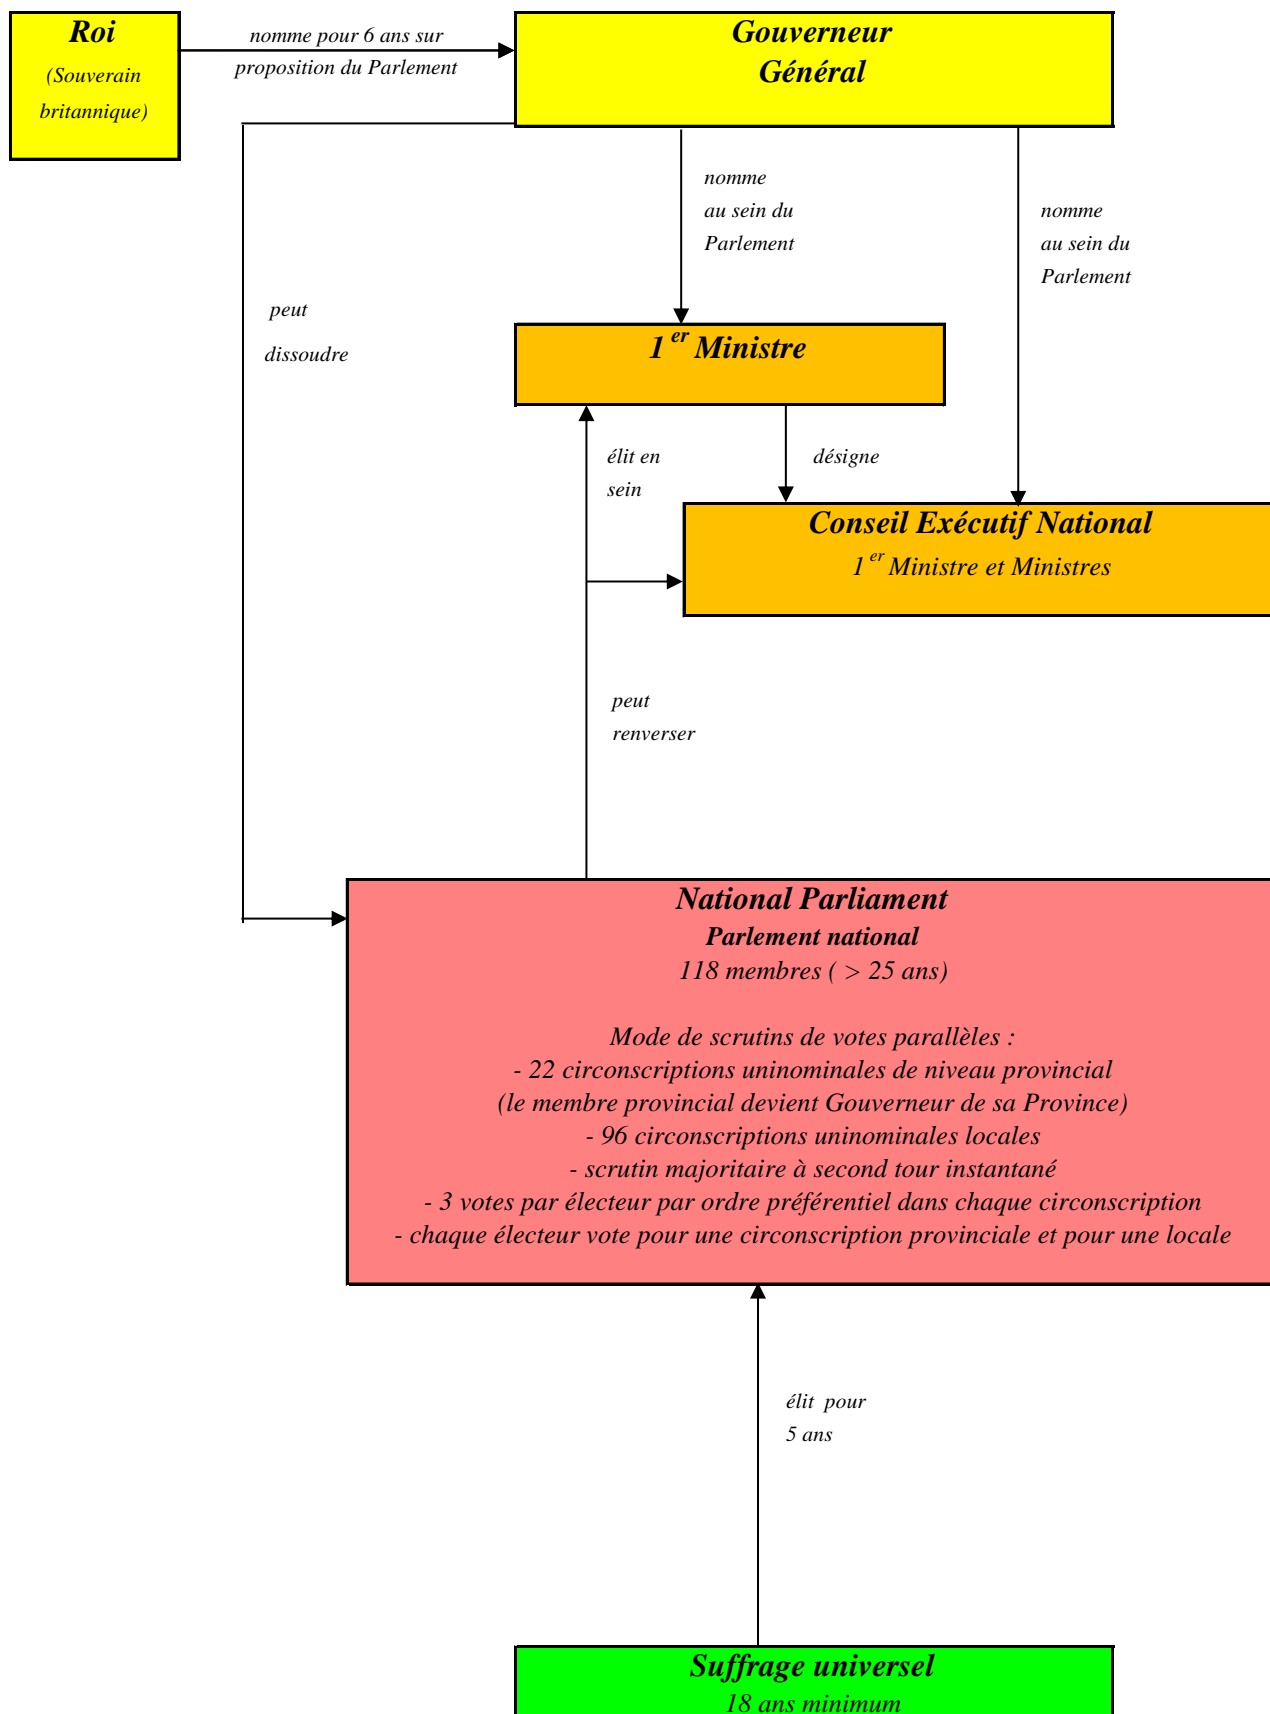 Roi
(Souverain
britannique)
nomme pour 6 ans sur
proposition du Parlement
Gouverneur
Général
nomme
au sein du
Parlement
nomme
au sein du
Parlement
peut
dissoudre
1er Ministre
élit en
sein
désigne
Conseil Exécutif National
1er Ministre et Ministres
peut
renverser
National Parliament
Parlement national
118 membres ( > 25 ans)
Mode de scrutins de votes parallèles :
- 22 circonscriptions uninominales de niveau provincial
(le membre provincial devient Gouverneur de sa Province)
- 96 circonscriptions uninominales locales
- scrutin majoritaire à second tour instantané
- 3 votes par électeur par ordre préférentiel dans chaque circonscription
- chaque électeur vote pour une circonscription provinciale et pour une locale
élit pour
5 ans
Suffrage universel
18 ans minimum